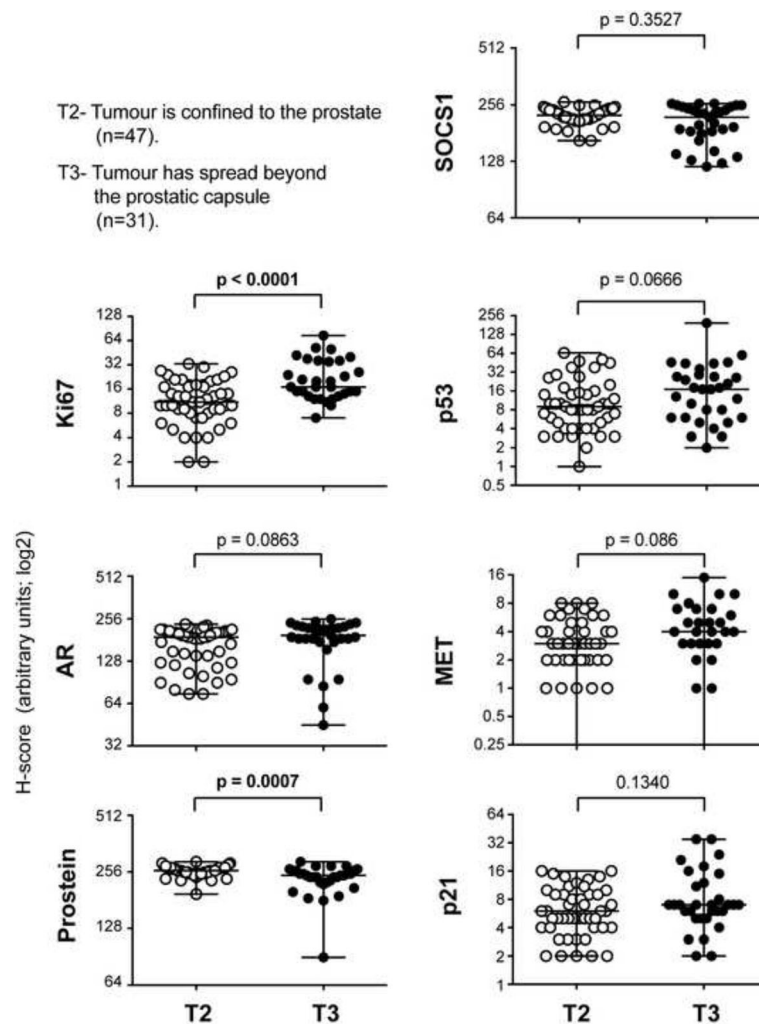 p = 0.3527
512
256
128
64
SOCS1
T2- Tumour is confined to the prostate
(n=47).
T3- Tumour has spread beyond
the prostatic capsule
(n=31).
p < 0.0001
128
64
32
16
8
4
2
1
Ki67
p = 0.0666
256
128
64
32
16
8
4
2
1
0.5
p53
H-score (arbitrary units; log2)
p = 0.0863
512
256
128
64
32
AR
p = 0.086
16
8
4
2
1
0.5
0.25
MET
p = 0.0007
512
256
128
64
Prostein
T2 T3
0.1340
64
32
16
8
4
2
1
p21
T2 T3